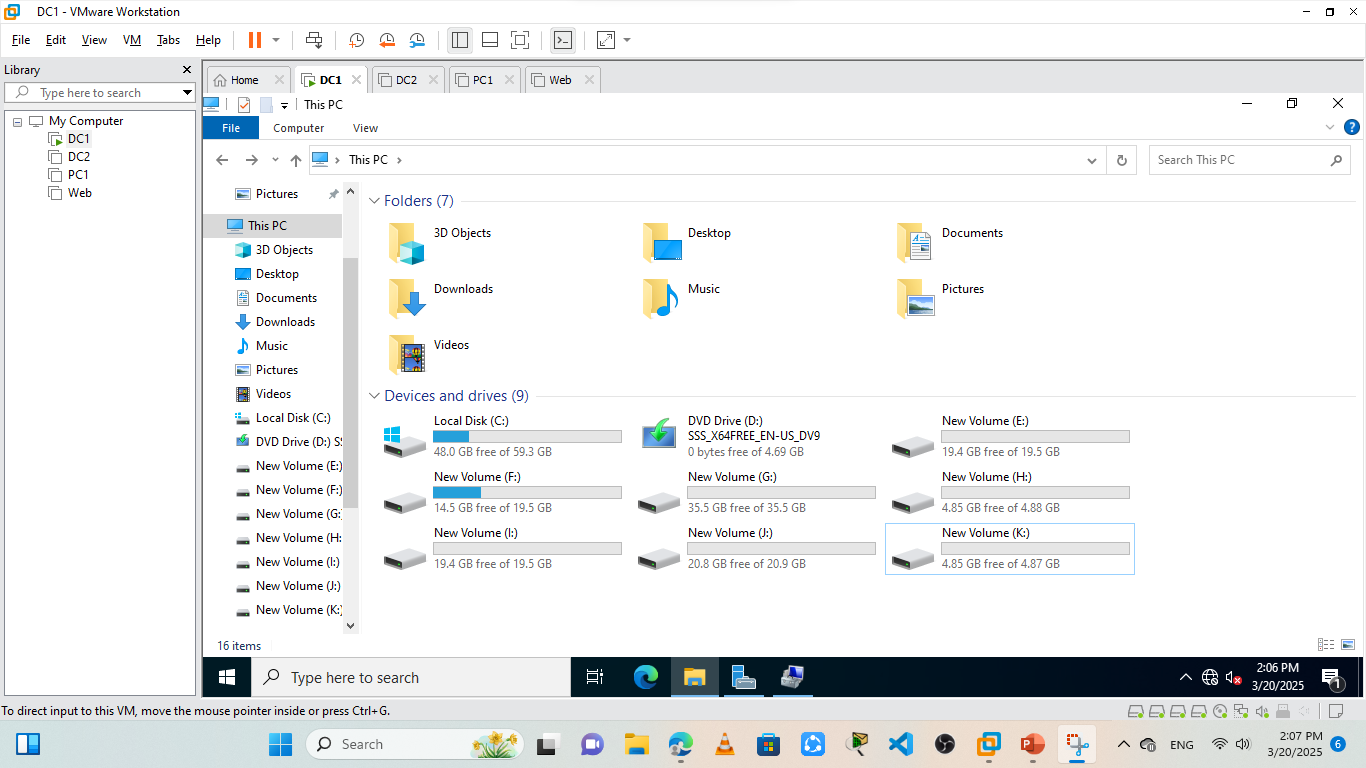 DC1 - VMware Workstation
File Edit View VM Tabs Help
Library
Type here to search
My Computer
DC1
DC2
PC1
Web
Home DC1 DC2 PC1 Web
This PC
File Computer View
This PC
Search This PC
Pictures
This PC
3D Objects
Desktop
Documents
Downloads
Music
Pictures
Videos
Local Disk (C:)
DVD Drive (D:) S
New Volume (E:)
New Volume (F:)
New Volume (G:
New Volume (H:
New Volume (I:)
New Volume (J:)
New Volume (K:
Folders (7)
3D Objects
Desktop
Documents
Downloads
Music
Pictures
Videos
Devices and drives (9)
Local Disk (C:)
48.0 GB free of 59.3 GB
DVD Drive (D:)
SSS_X64FREE_EN-US_DV9
0 bytes free of 4.69 GB
New Volume (E:)
19.4 GB free of 19.5 GB
New Volume (F:)
14.5 GB free of 19.5 GB
New Volume (G:)
35.5 GB free of 35.5 GB
New Volume (H:)
4.85 GB free of 4.88 GB
New Volume (I:)
19.4 GB free of 19.5 GB
New Volume (J:)
20.8 GB free of 20.9 GB
New Volume (K:)
4.85 GB free of 4.87 GB
16 items
Type here to search
2:06 PM
3/20/2025
1
To direct input to this VM, move the mouse pointer inside or press Ctrl+G.
Search
ENG
2:07 PM
3/20/2025
6